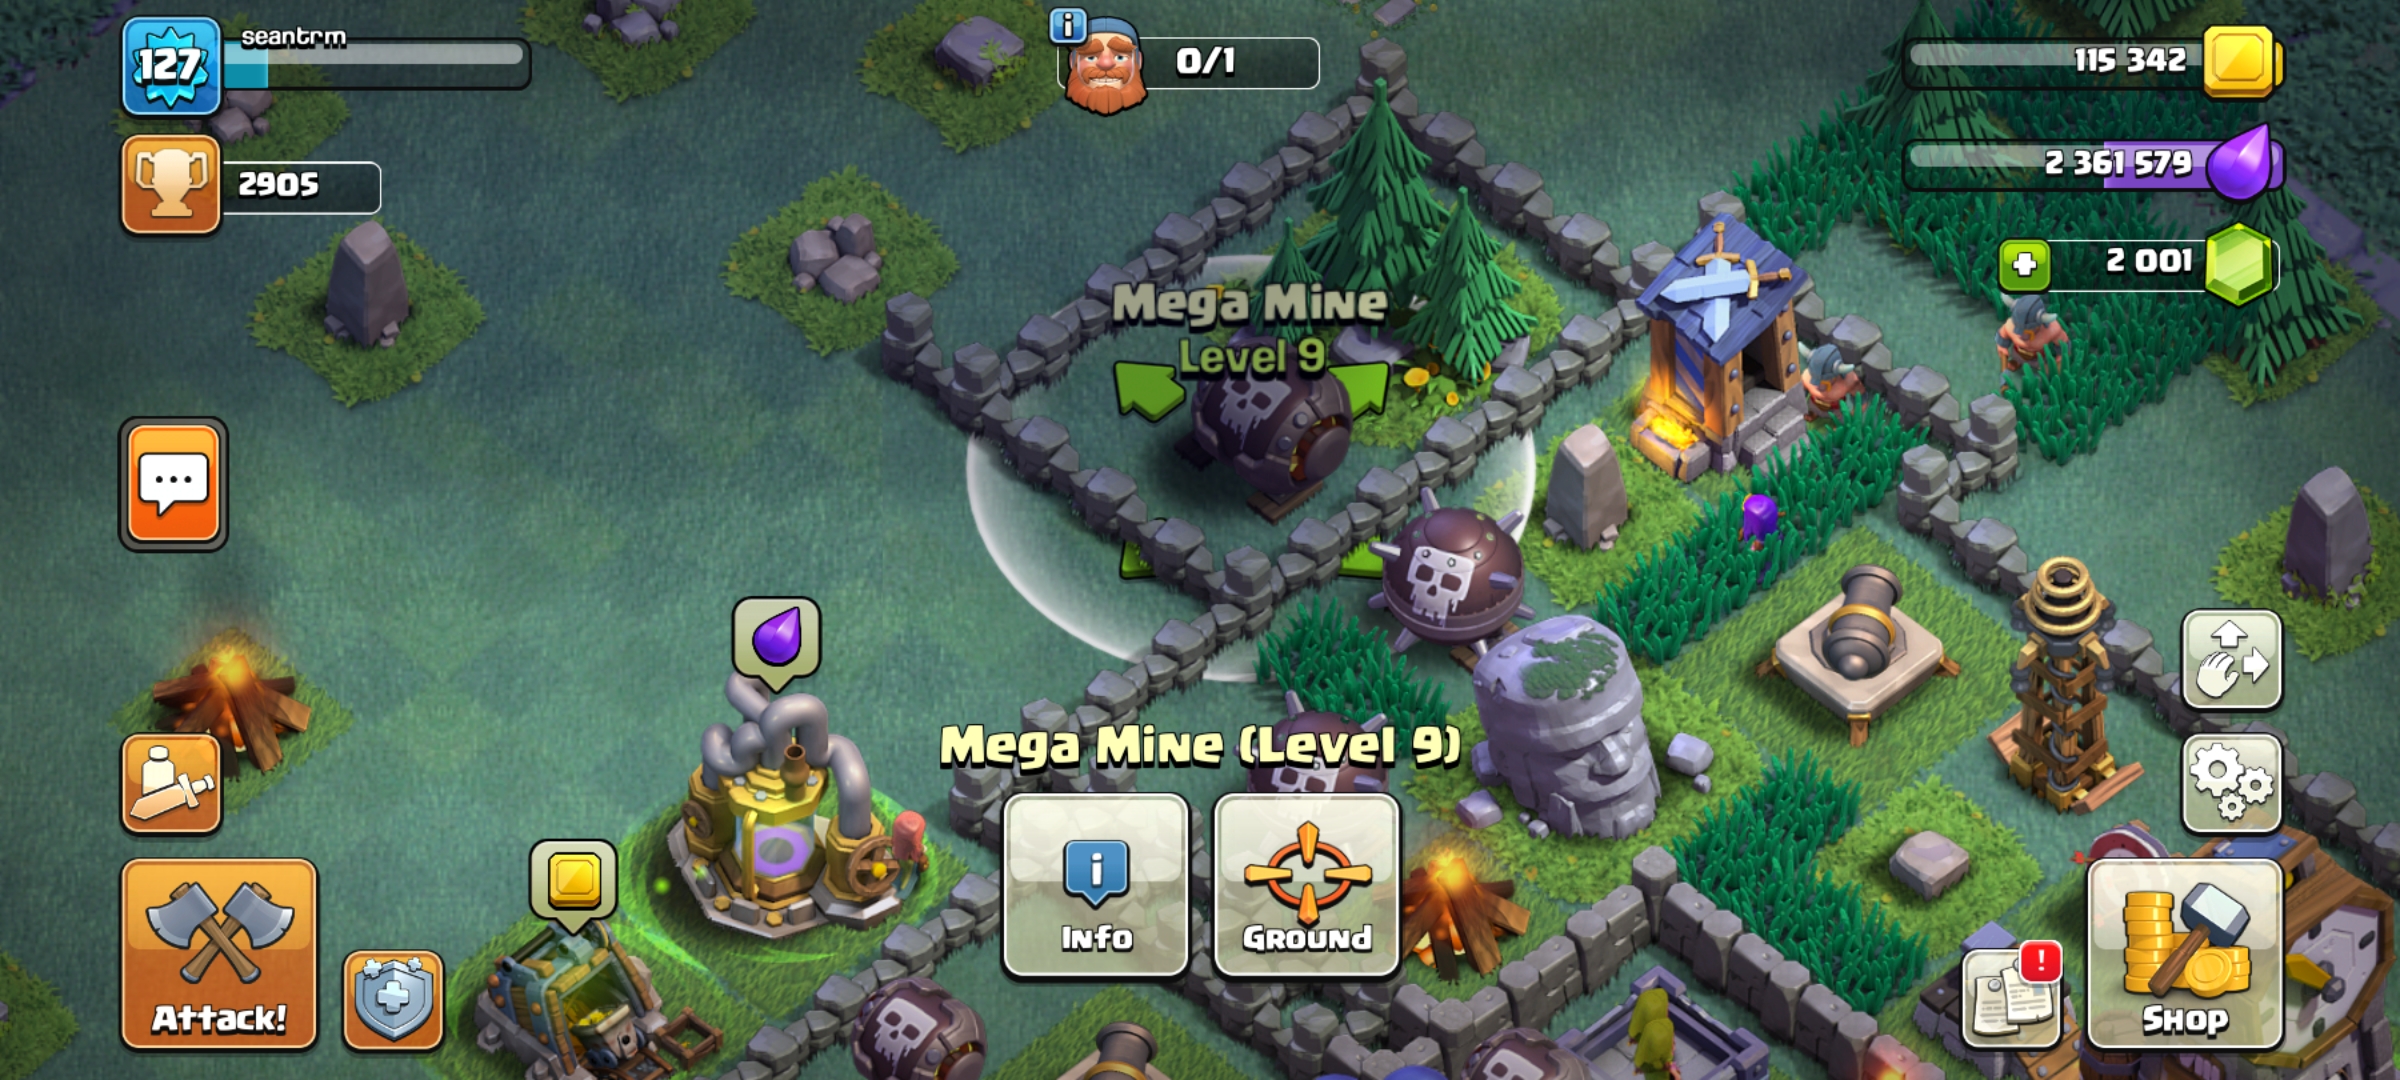 127
seantrm
i
0/1
115 342
2905
2 361 579
+
2 001
Mega Mine
Level 9
Mega Mine (Level 9)
i
Info
Ground
Attack!
!
Shop